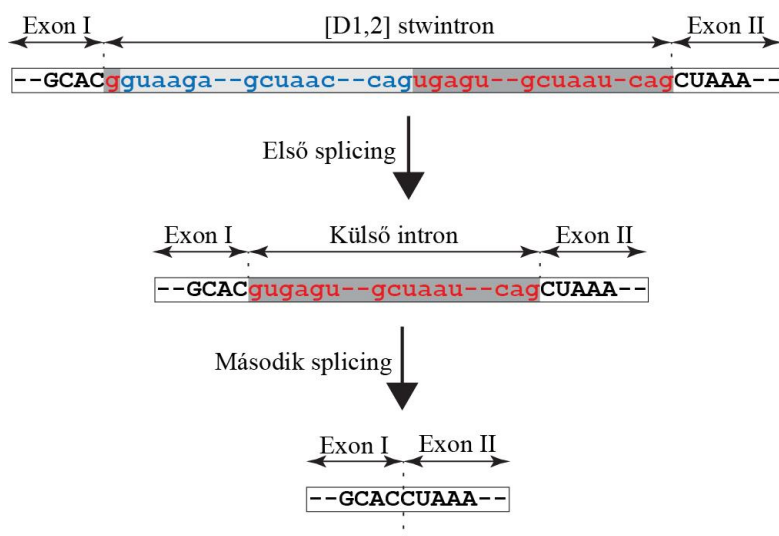 Exon I [D1,2] stwintron Exon II
--GCACgguaaga--gcuaac--cagugagu--gcuaau-cagCUAAA--
Első splicing
Exon I Külső intron Exon II
--GCACgugagu--gcuaau--cagCUAAA--
Második splicing
Exon I Exon II
--GCACCUAAA--